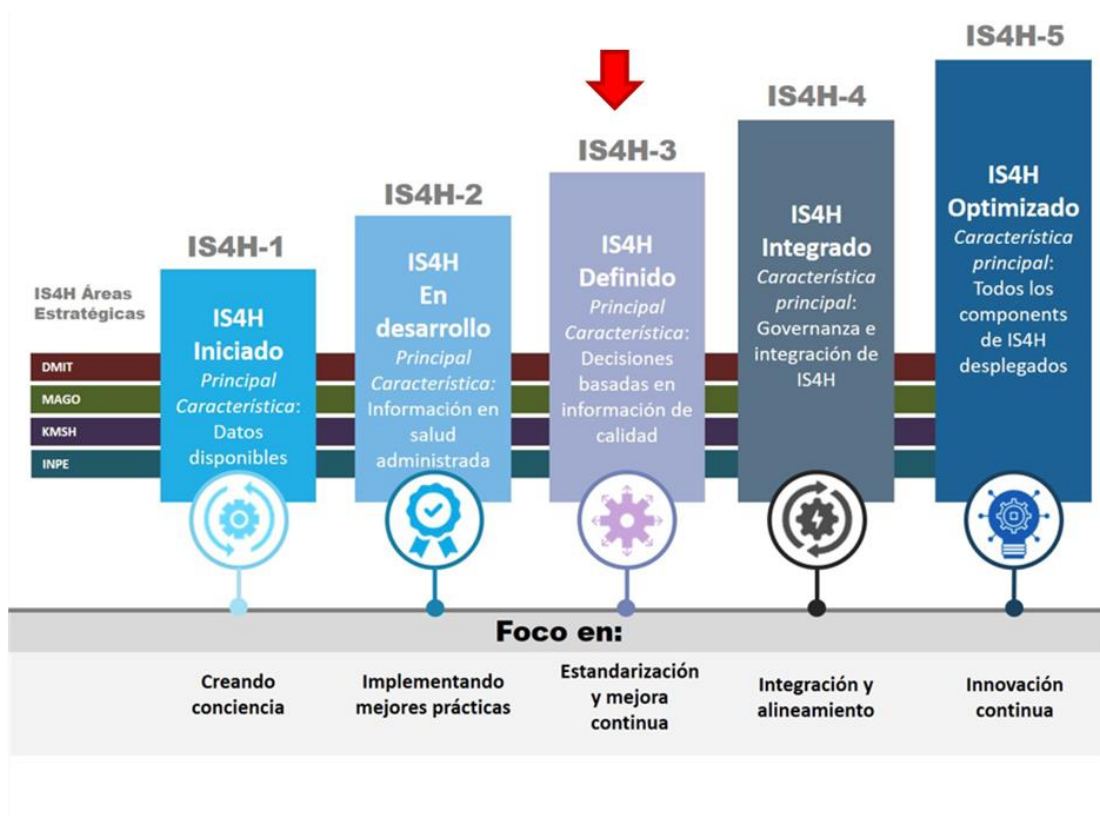 IS4H-1
IS4H-2
IS4H-3
IS4H-4
IS4H-5
IS4H Áreas
Estratégicas
DMIT
MAGO
KMSH
INPE
IS4H
Iniciado
Principal
Característica:
Datos
disponibles
IS4H
En
desarrollo
Principal
Característica:
Información en
salud
administrada
IS4H
Definido
Principal
Característica:
Decisiones
basadas en
información de
calidad
IS4H
Integrado
Característica
principal:
Governanza e
integración de
IS4H
IS4H
Optimizado
Característica
principal:
Todos los
components
de IS4H
desplegados
Foco en:
Creando
conciencia
Implementando
mejores prácticas
Estandarización
y mejora
continua
Integración y
alineamiento
Innovación
continua